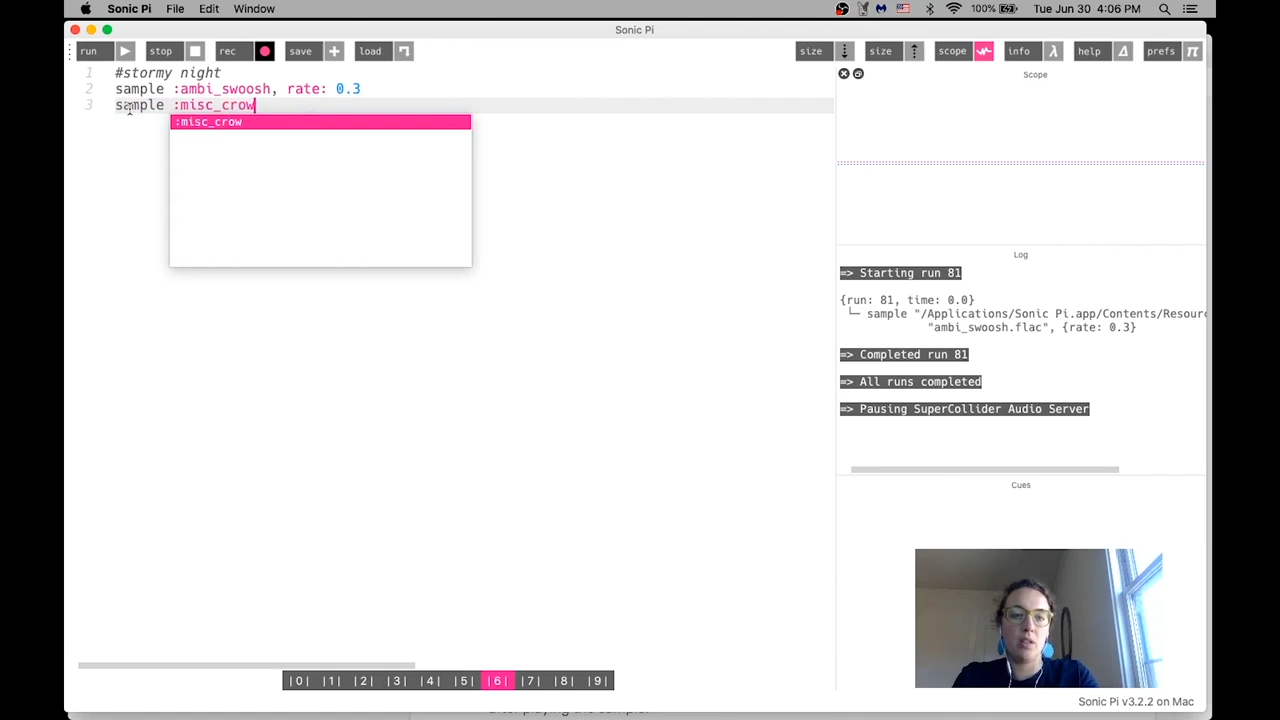 Sonic Pi File Edit Window 100% Tue Jun 30 4:06 PM
Sonic Pi
run stop rec save + load size size scope info λ help Δ prefs π
1 #stormy night
2 sample :ambi_swoosh, rate: 0.3
3 sample :misc_crow
:misc_crow
Scope
Log
=> Starting run 81
{run: 81, time: 0.0}
└─ sample "/Applications/Sonic Pi.app/Contents/Resour
"ambi_swoosh.flac", {rate: 0.3}
=> Completed run 81
=> All runs completed
=> Pausing SuperCollider Audio Server
Cues
|0| |1| |2| |3| |4| |5| |6| |7| |8| |9|
Sonic Pi v3.2.2 on Mac